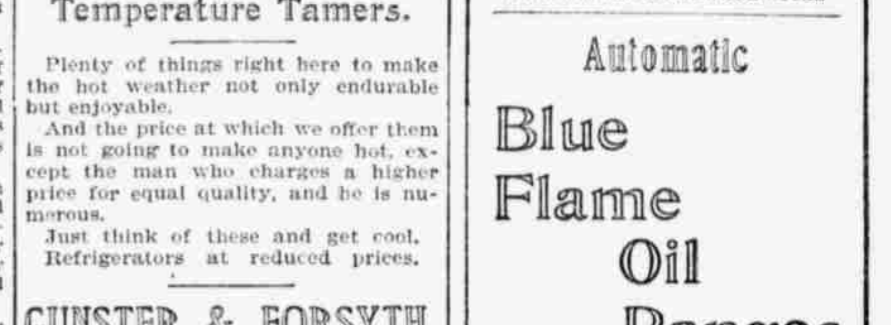 Temperature Tamers.
Plenty of things right here to make
the hot weather not only endurable
but enjoyable.
And the price at which we offer them
is not going to make anyone hot, ex-
cept the man who charges a higher
price for equal quality, and he is nu-
merous.
Just think of these and get cool.
Refrigerators at reduced prices.
& FORSYTH
Automatic
Blue
Flame
Oil
Ranges